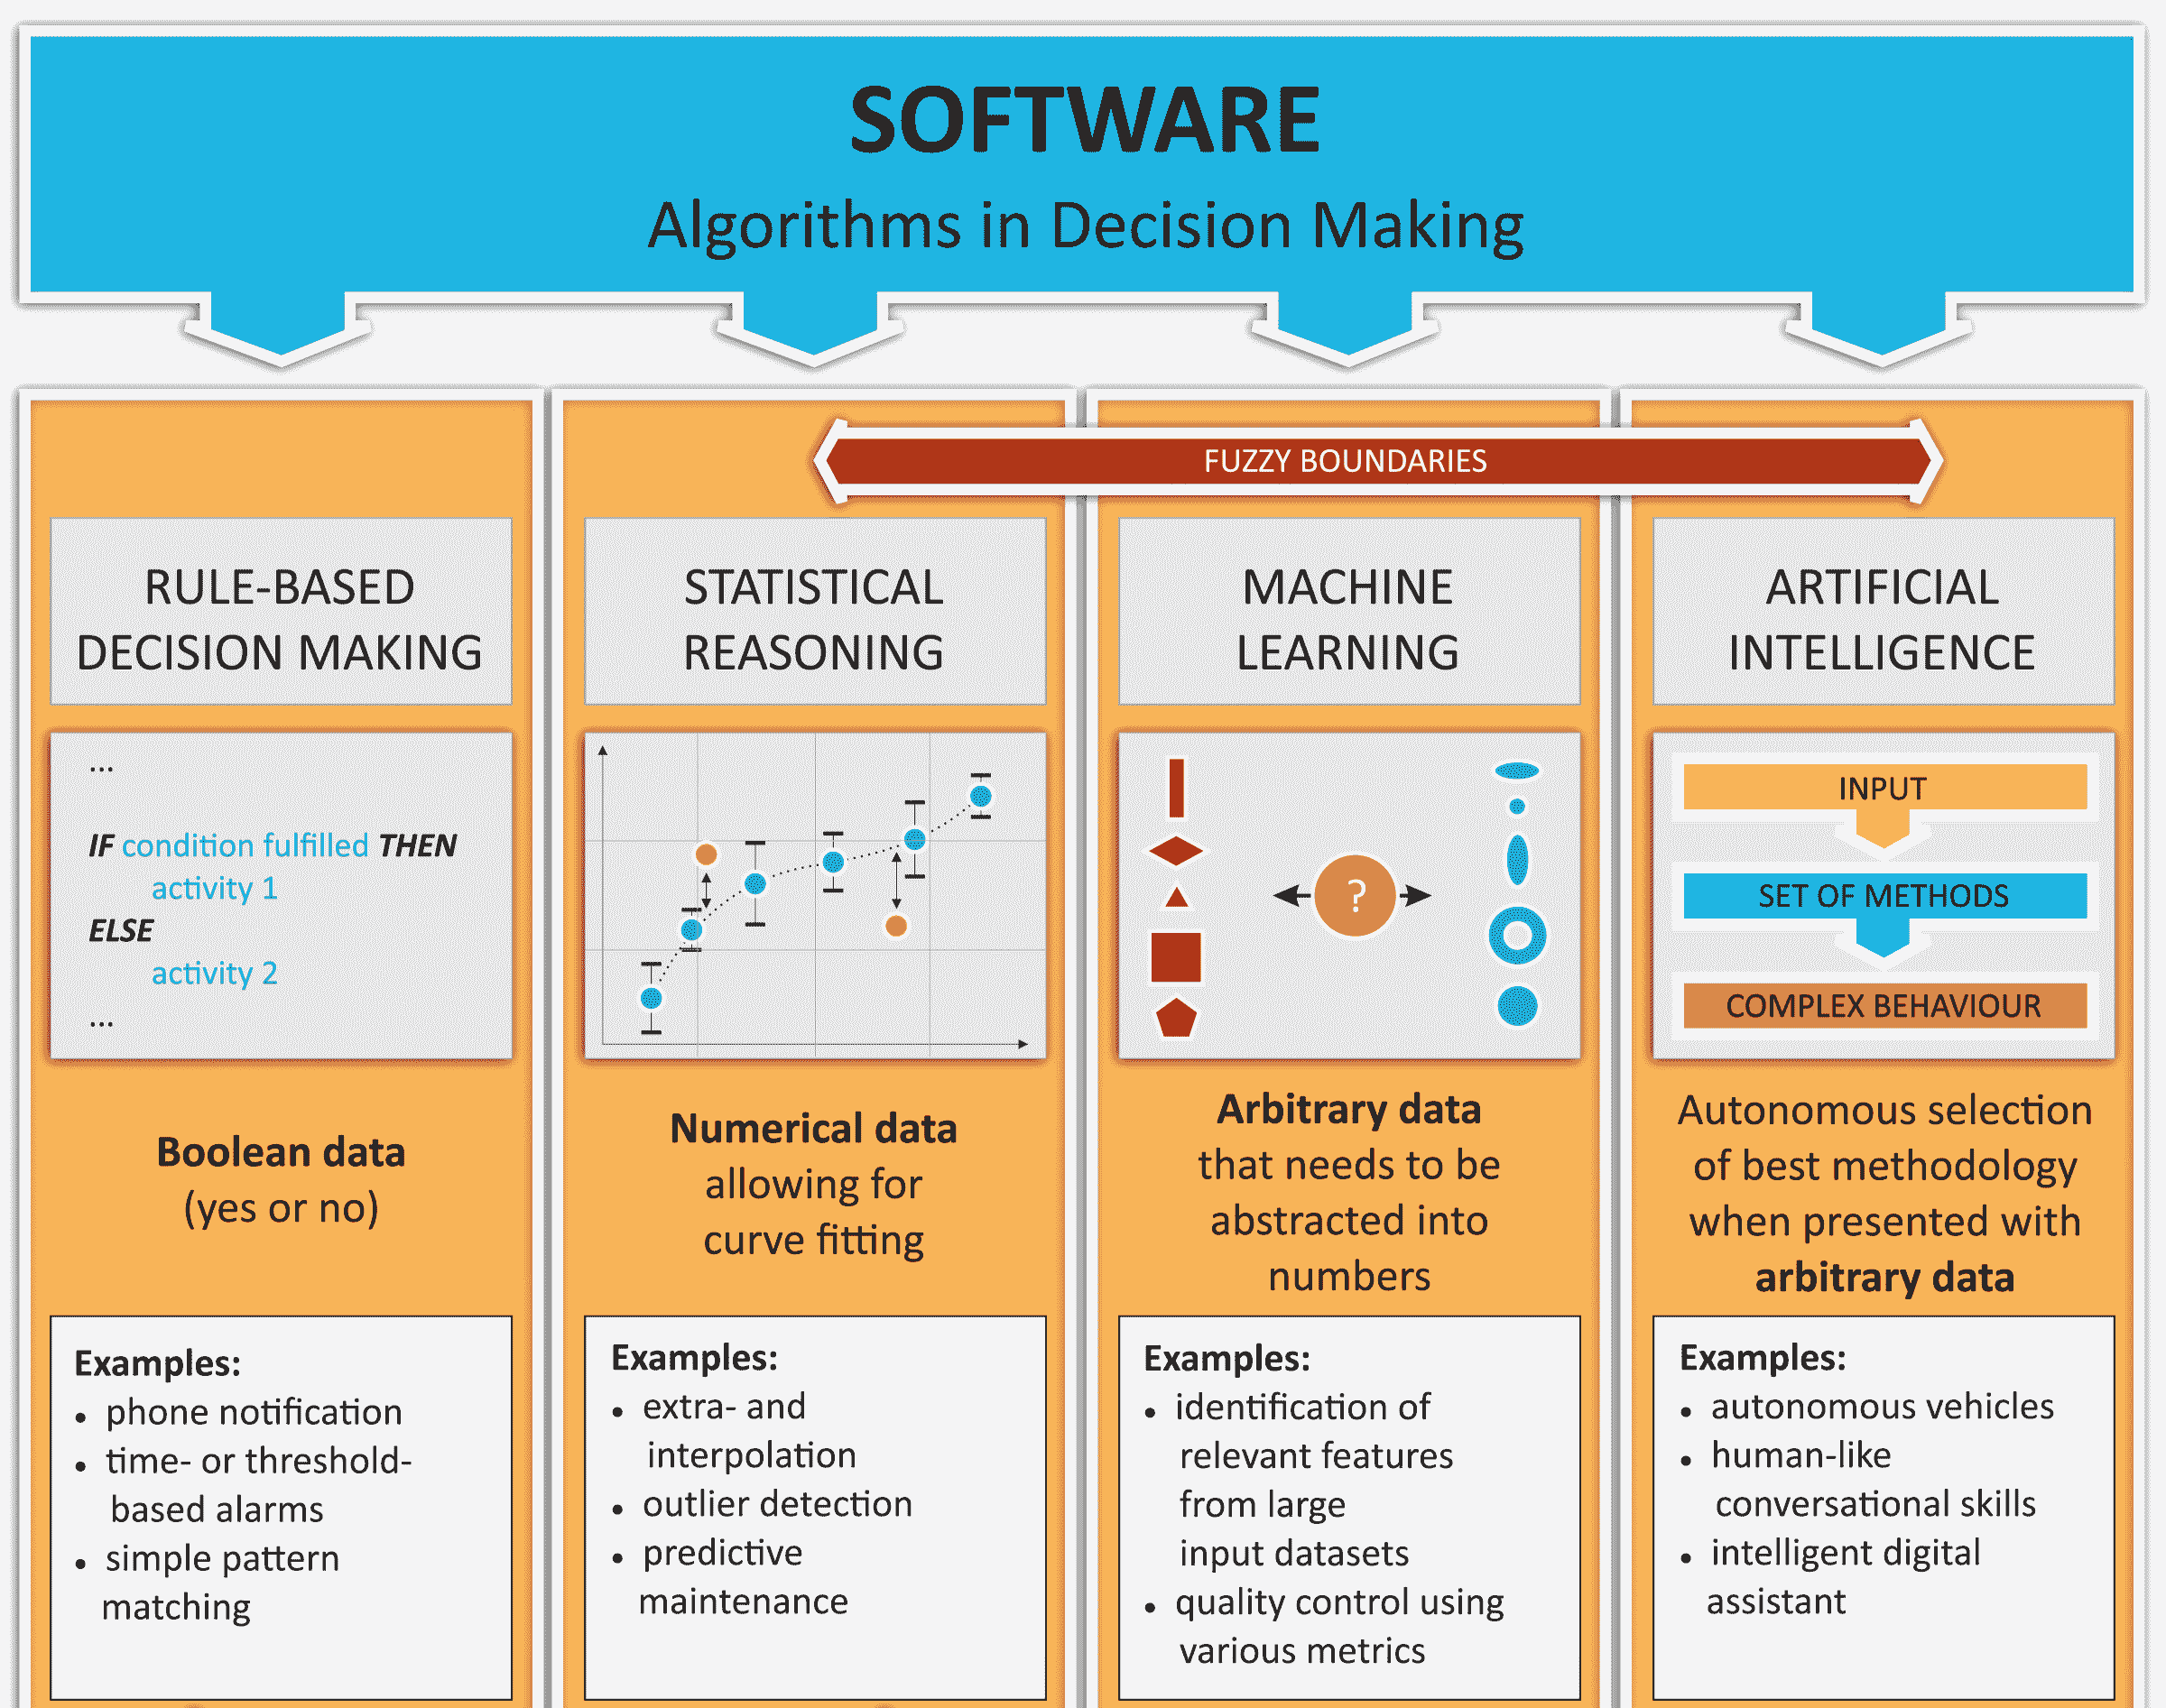 SOFTWARE
Algorithms in Decision Making
FUZZY BOUNDARIES
RULE-BASED
DECISION MAKING
...
IF condition fulfilled THEN
activity 1
ELSE
activity 2
...
Boolean data
(yes or no)
Examples:
• phone notification
• time- or threshold-
based alarms
• simple pattern
matching
STATISTICAL
REASONING
Numerical data
allowing for
curve fitting
Examples:
• extra- and
interpolation
• outlier detection
• predictive
maintenance
MACHINE
LEARNING
?
Arbitrary data
that needs to be
abstracted into
numbers
Examples:
• identification of
relevant features
from large
input datasets
• quality control using
various metrics
ARTIFICIAL
INTELLIGENCE
INPUT
SET OF METHODS
COMPLEX BEHAVIOUR
Autonomous selection
of best methodology
when presented with
arbitrary data
Examples:
• autonomous vehicles
• human-like
conversational skills
• intelligent digital
assistant